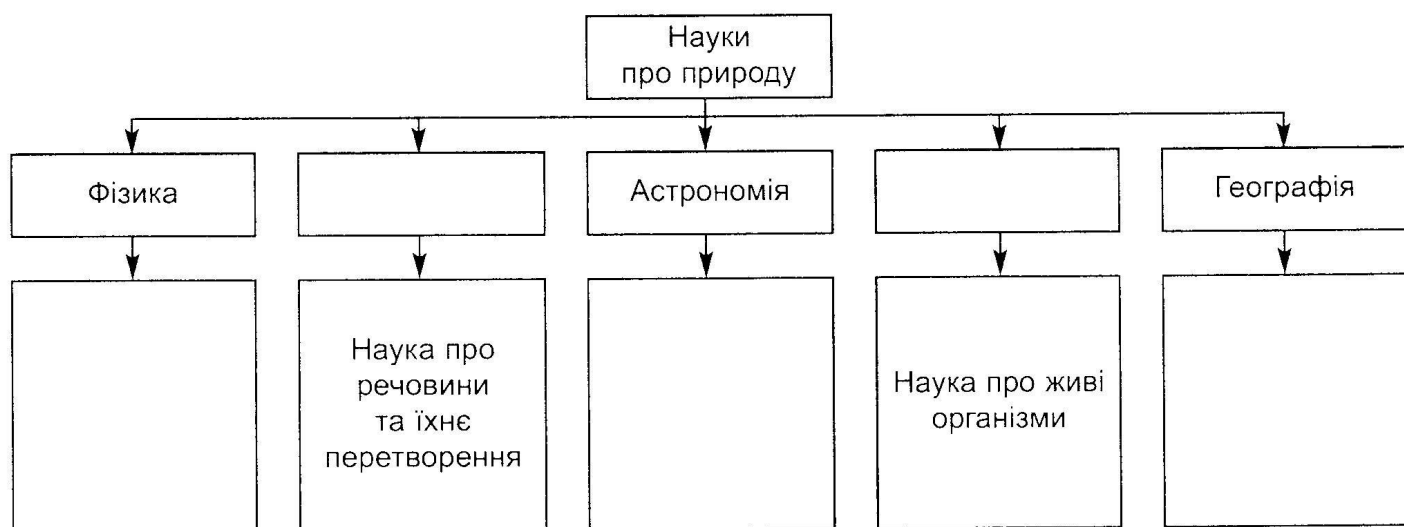 Науки
про природу
Фізика
Астрономія
Географія
Наука про
речовини
та їхнє
перетворення
Наука про живі
організми